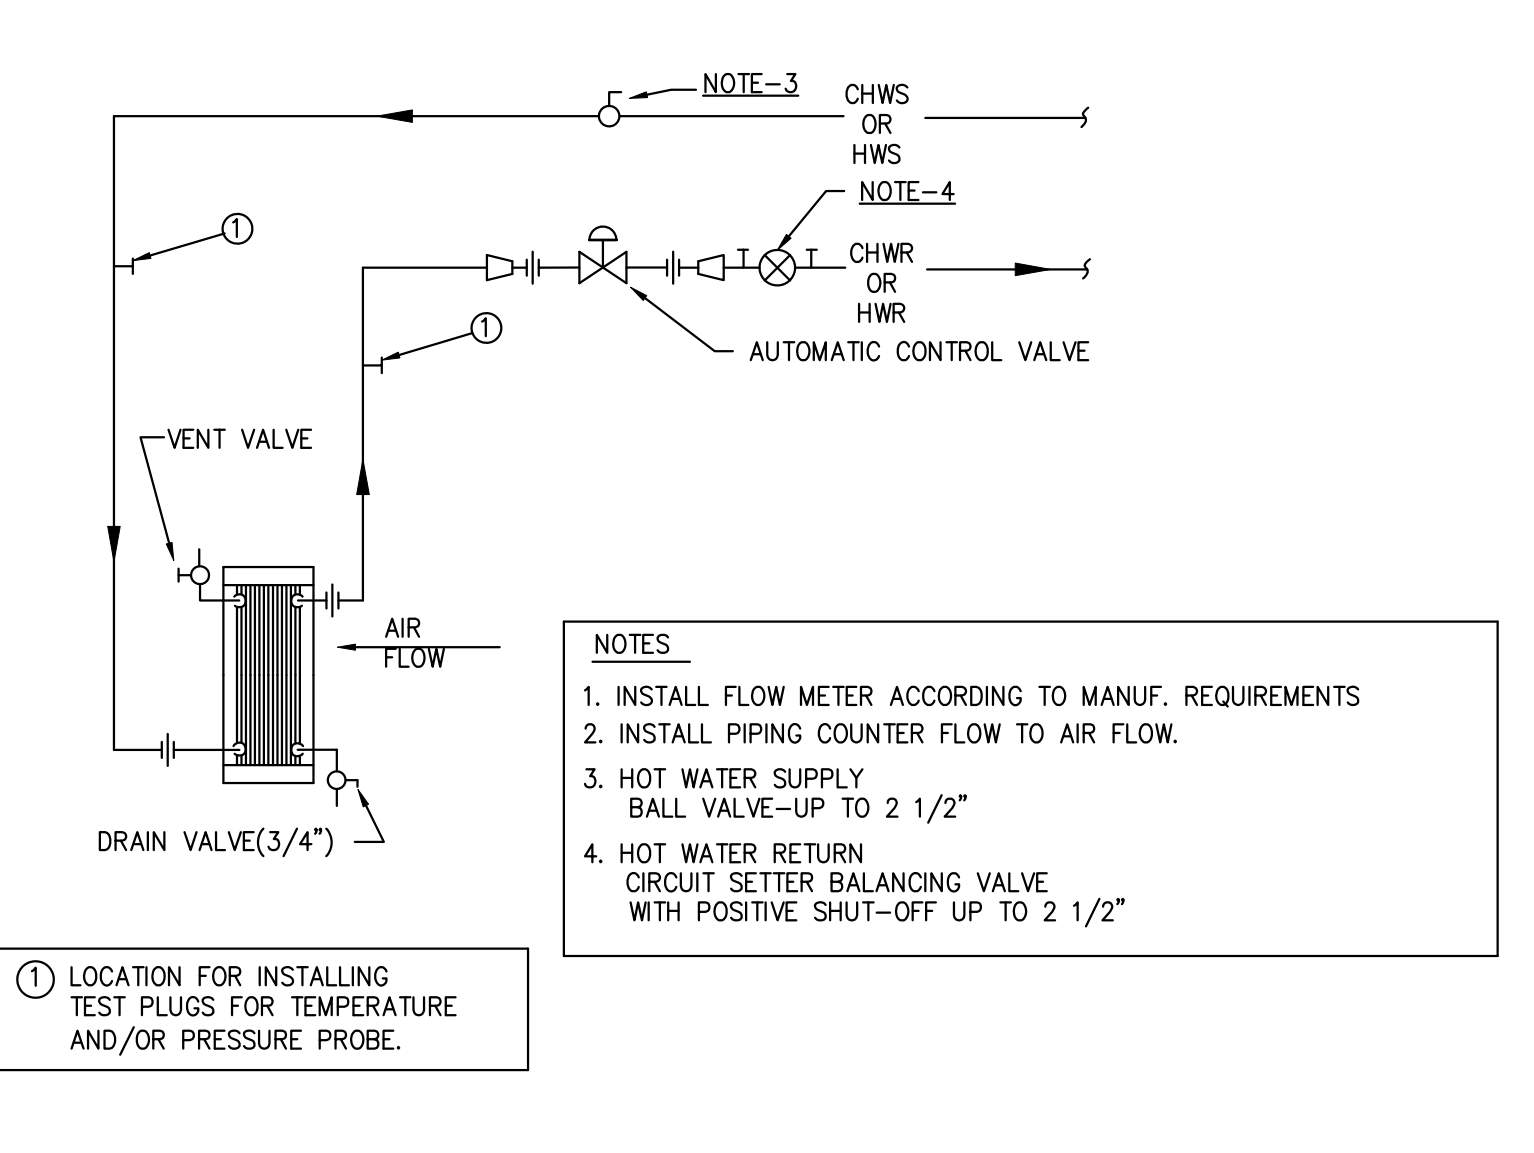 NOTE-3
CHWS
OR
HWS
NOTE-4
1
CHWR
OR
HWR
1
AUTOMATIC CONTROL VALVE
VENT VALVE
AIR
FLOW
DRAIN VALVE(3/4")
NOTES
1. INSTALL FLOW METER ACCORDING TO MANUF. REQUIREMENTS
2. INSTALL PIPING COUNTER FLOW TO AIR FLOW.
3. HOT WATER SUPPLY
BALL VALVE-UP TO 2 1/2"
4. HOT WATER RETURN
CIRCUIT SETTER BALANCING VALVE
WITH POSITIVE SHUT-OFF UP TO 2 1/2"
1 LOCATION FOR INSTALLING
TEST PLUGS FOR TEMPERATURE
AND/OR PRESSURE PROBE.